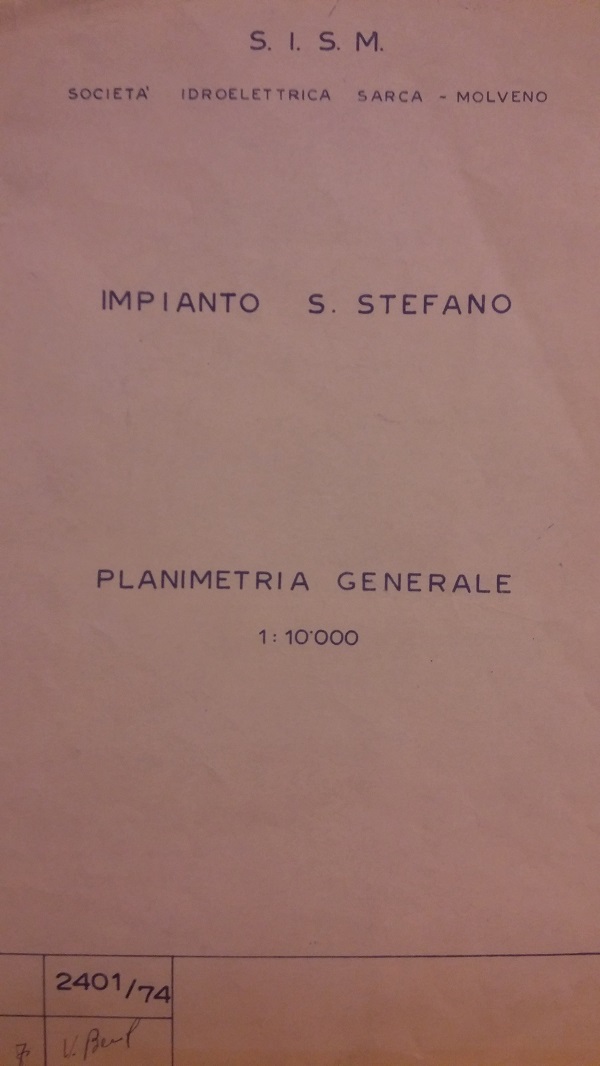 S. I. S. M.
SOCIETA' IDROELETTRICA SARCA - MOLVENO
IMPIANTO S. STEFANO
PLANIMETRIA GENERALE
1: 10'000
2401/74
V.